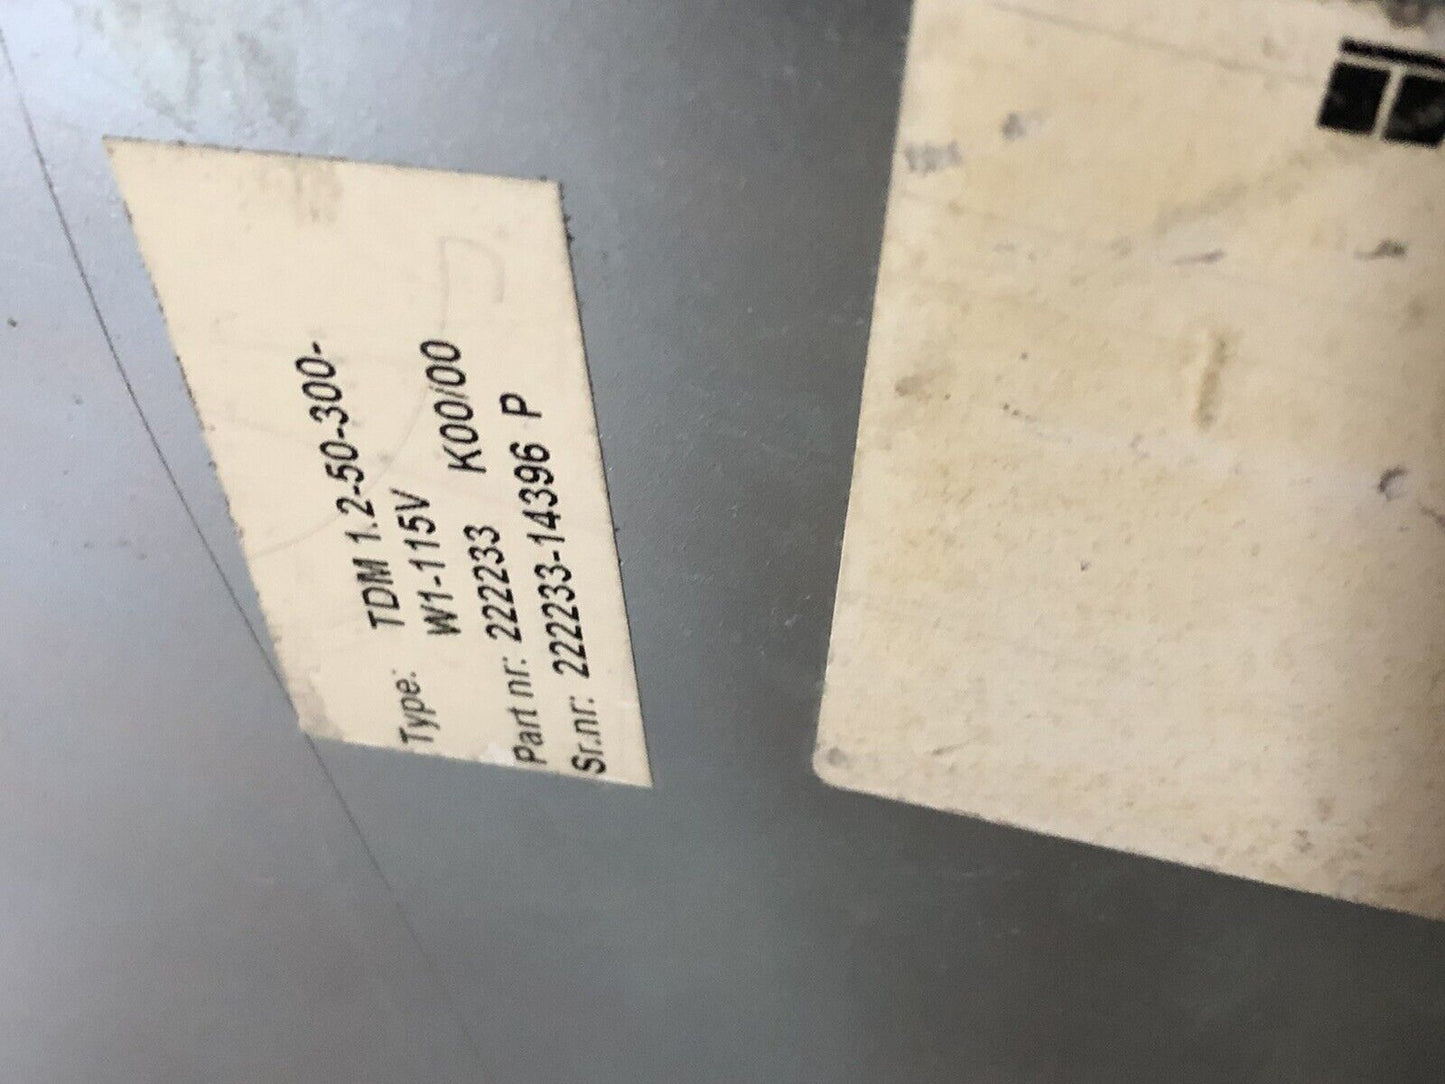 Type: TDM 1.2-50-300-
W1-115V
Part nr: 222233 K00/00
Sr.nr: 222233-14396 P